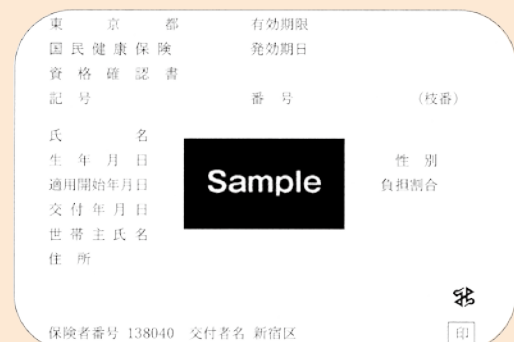 東京都 有効期限
国民健康保険 発効期日
資格確認書
記号 番号 (枝番)
氏名
生年月日 性別
適用開始年月日 Sample 負担割合
交付年月日
世帯主氏名
住所
保険者番号 138040 交付者名 新宿区 印